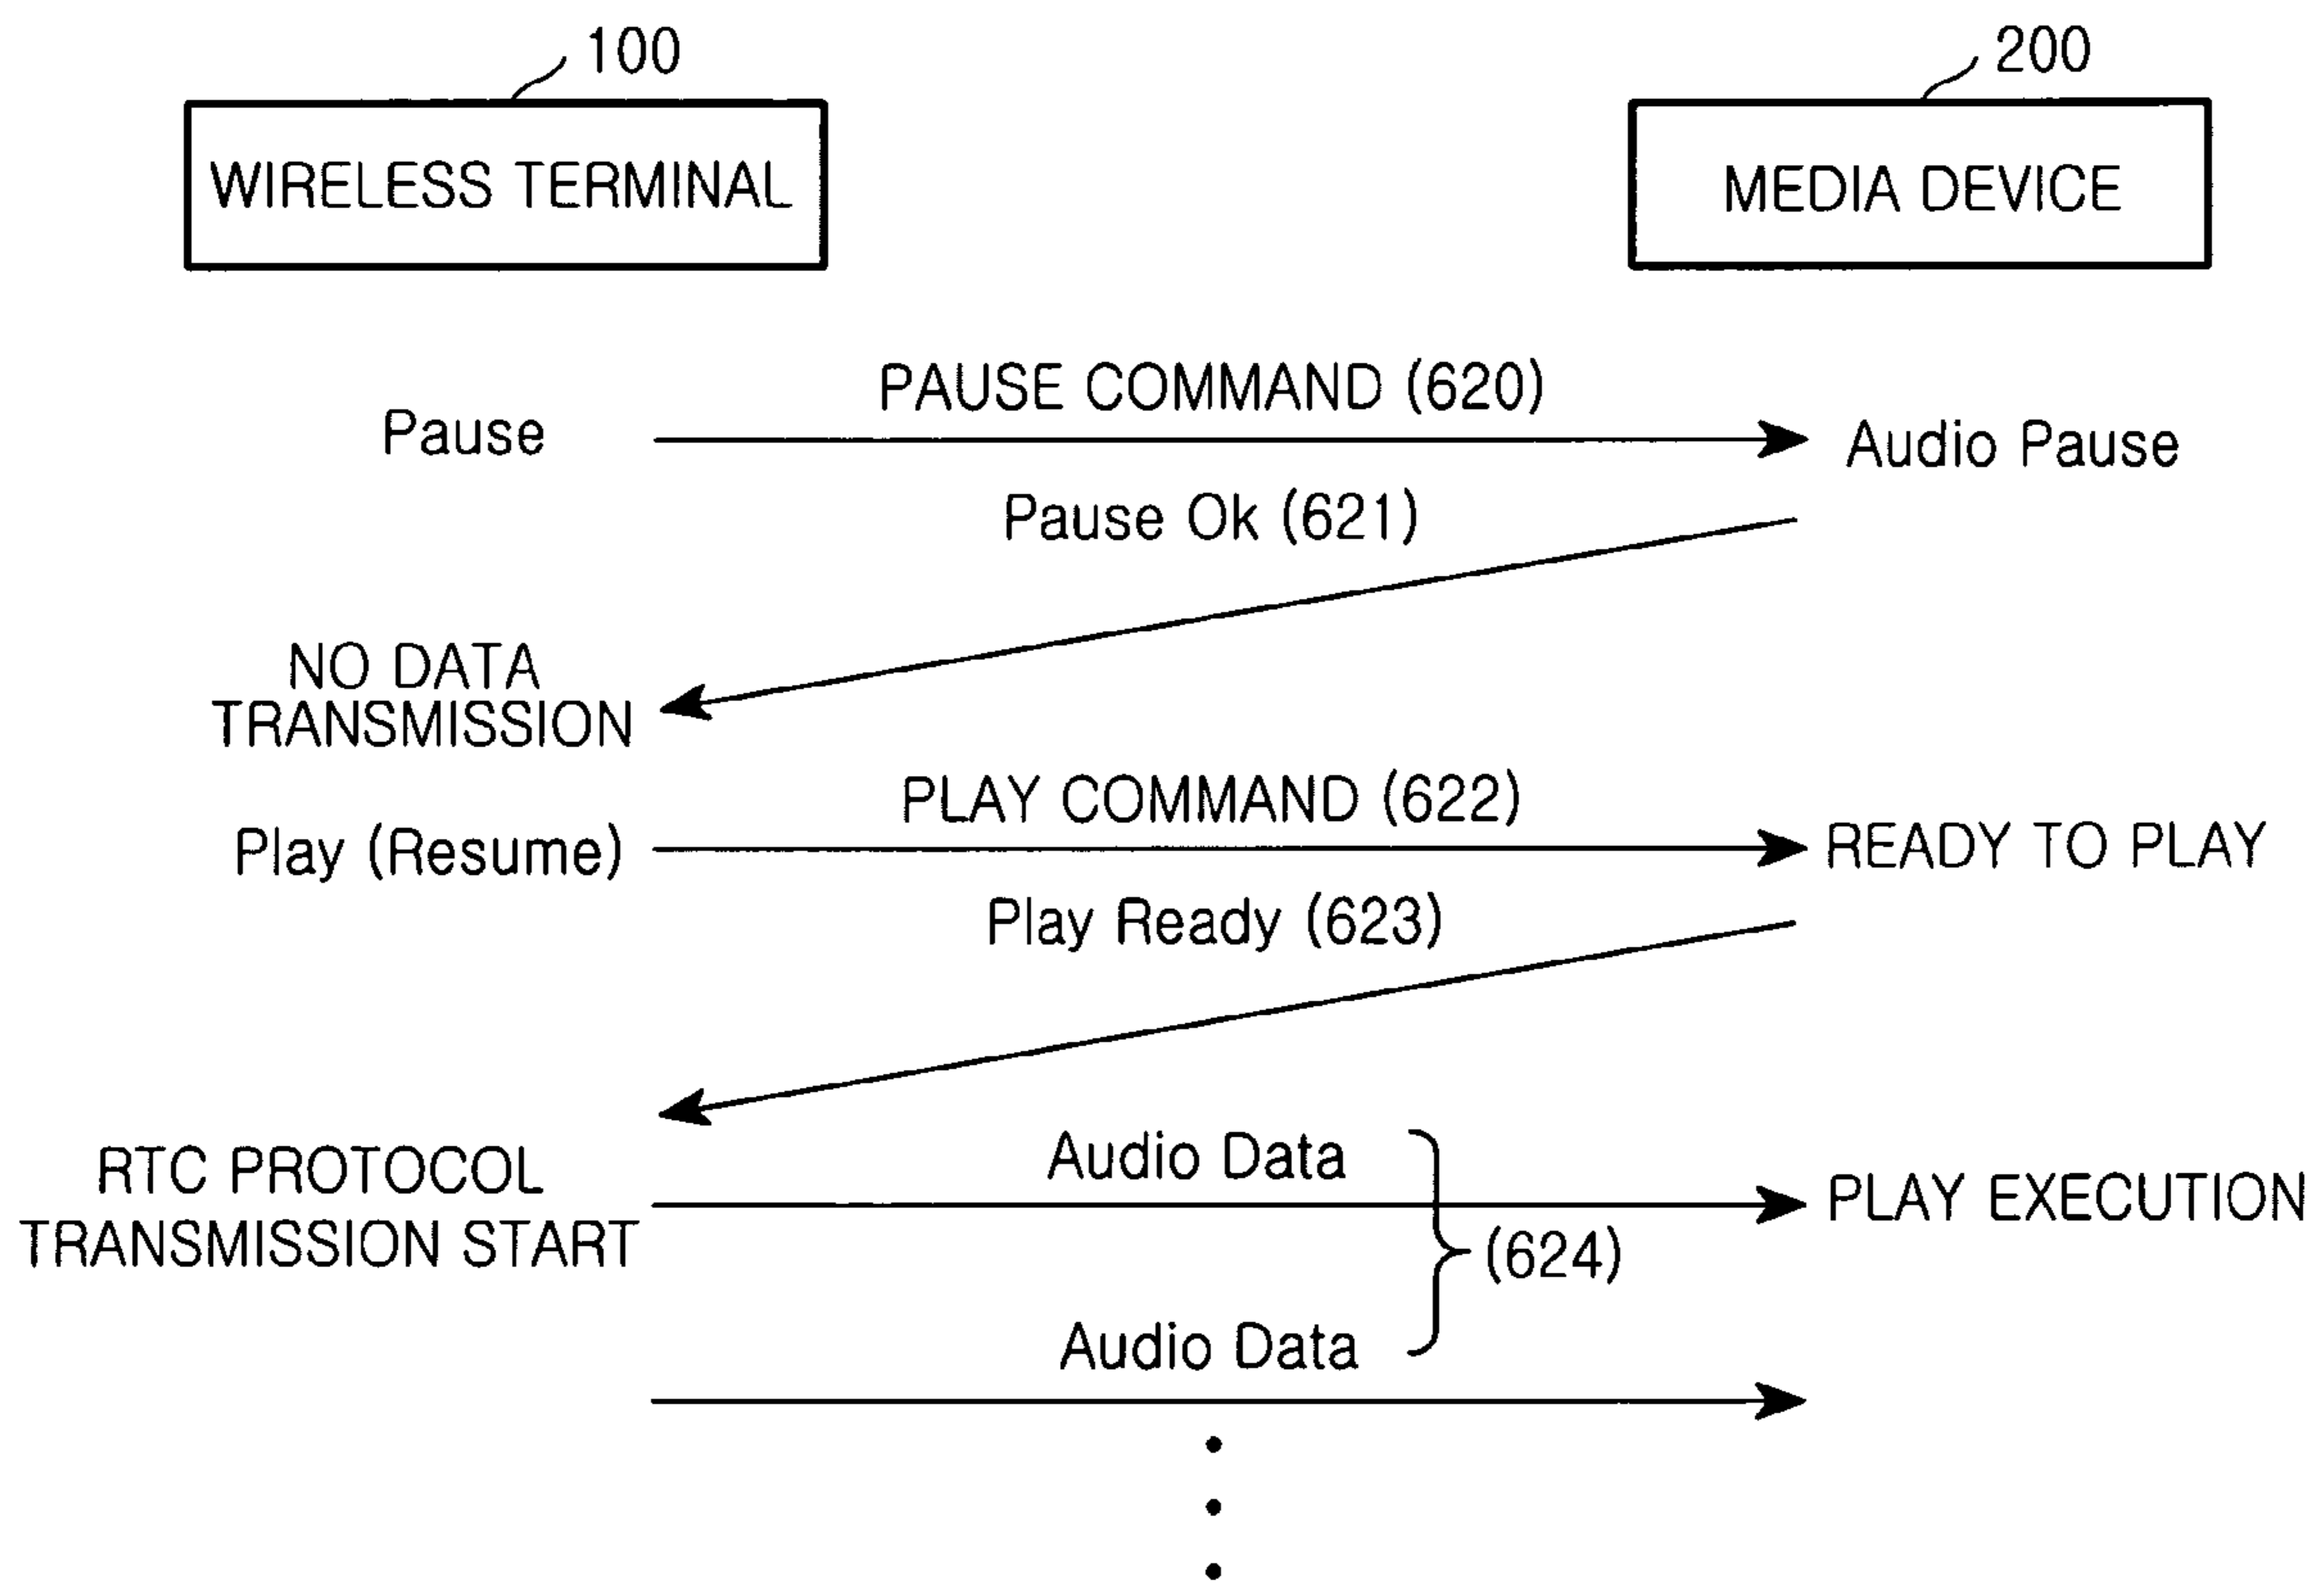 100
200
WIRELESS TERMINAL
MEDIA DEVICE
PAUSE COMMAND (620)
Pause
Audio Pause
Pause Ok (621)
NO DATA
TRANSMISSION
PLAY COMMAND (622)
Play (Resume)
READY TO PLAY
Play Ready (623)
Audio Data
RTC PROTOCOL
TRANSMISSION START
PLAY EXECUTION
(624)
Audio Data